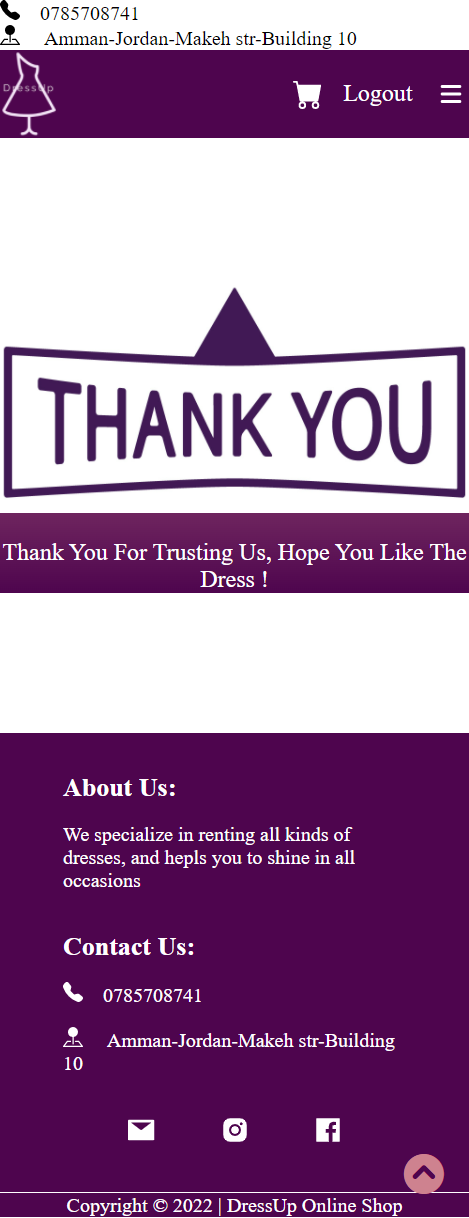 0785708741
Amman-Jordan-Makeh str-Building 10
DressUp
Logout
THANK YOU
Thank You For Trusting Us, Hope You Like The
Dress !
About Us:
We specialize in renting all kinds of
dresses, and hepls you to shine in all
occasions
Contact Us:
0785708741
Amman-Jordan-Makeh str-Building
10
Copyright © 2022 | DressUp Online Shop